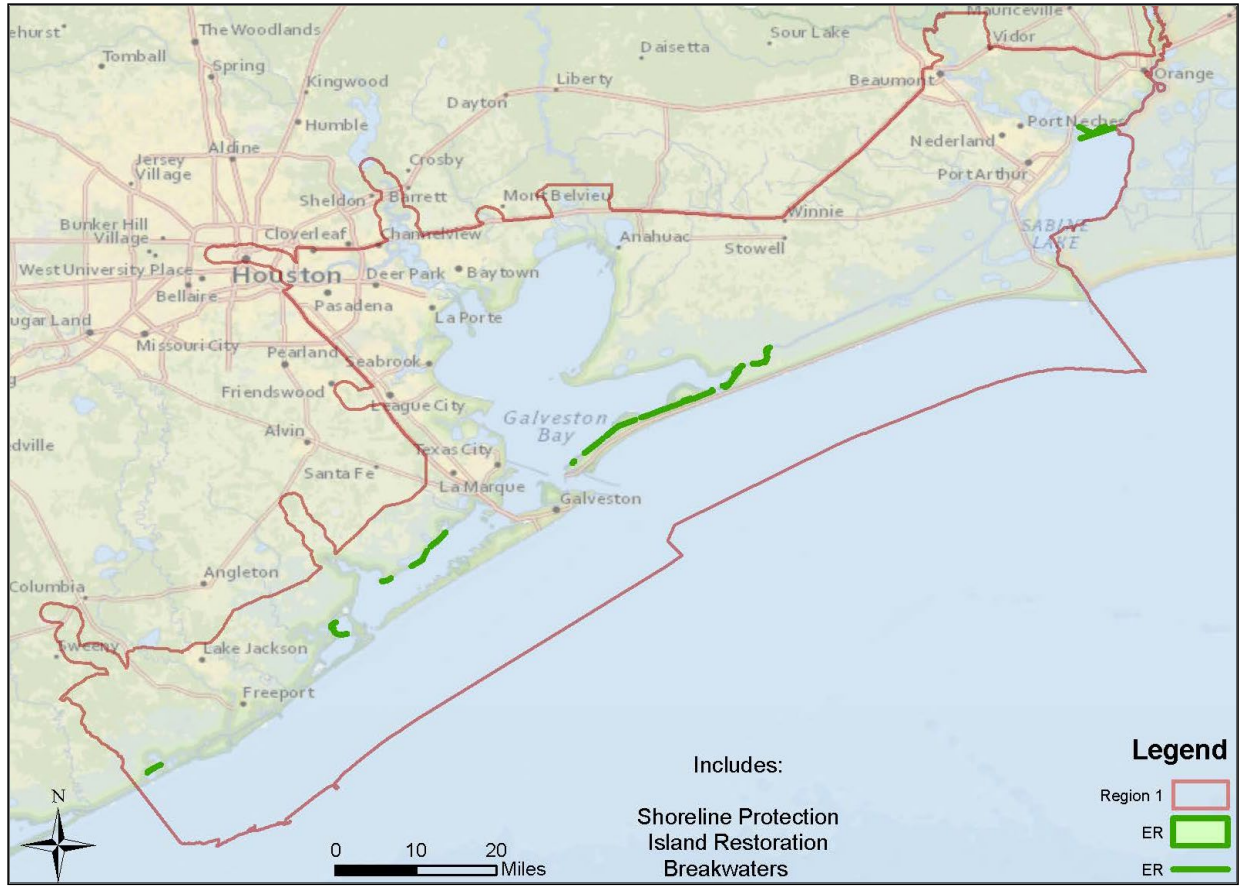 Mauriceville
ehurst
The Woodlands
Sour Lake
Vidor
Tomball
Daisetta
Spring
Kingwood
Beaumont
Orange
Liberty
Dayton
Humble
Port Neches
Aldine
Nederland
Jersey
Village
Crosby
Port Arthur
Sheldon
Barrett
Mont Belvieu
Winnie
Bunker Hill
Village
Cloverleaf
Channelview
Anahuac
Stowell
SABINE
LAKE
West University Place
Houston
Deer Park
Baytown
Bellaire
Pasadena
La Porte
ugar Land
Missouri City
Pearland
Seabrook
Friendswood
League City
Galveston
Bay
Alvin
edville
Texas City
Santa Fe
La Marque
Galveston
Angleton
Columbia
Sweeny
Lake Jackson
Freeport
Includes:
Shoreline Protection
Island Restoration
Breakwaters
Legend
Region 1
ER
ER
N
0 10 20
Miles